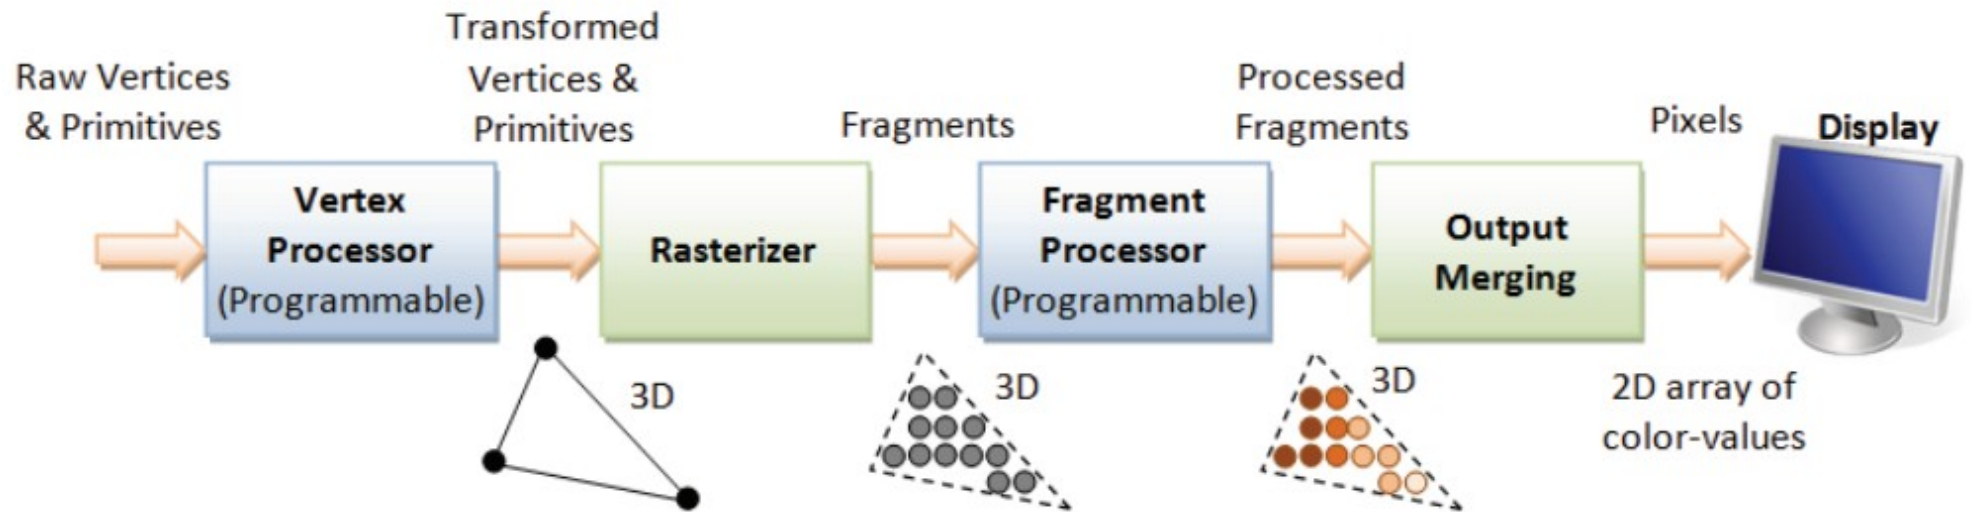 Raw Vertices
& Primitives
Transformed
Vertices &
Primitives
Fragments
Processed
Fragments
Pixels
Display
Vertex
Processor
(Programmable)
Rasterizer
Fragment
Processor
(Programmable)
Output
Merging
3D
3D
3D
2D array of
color-values